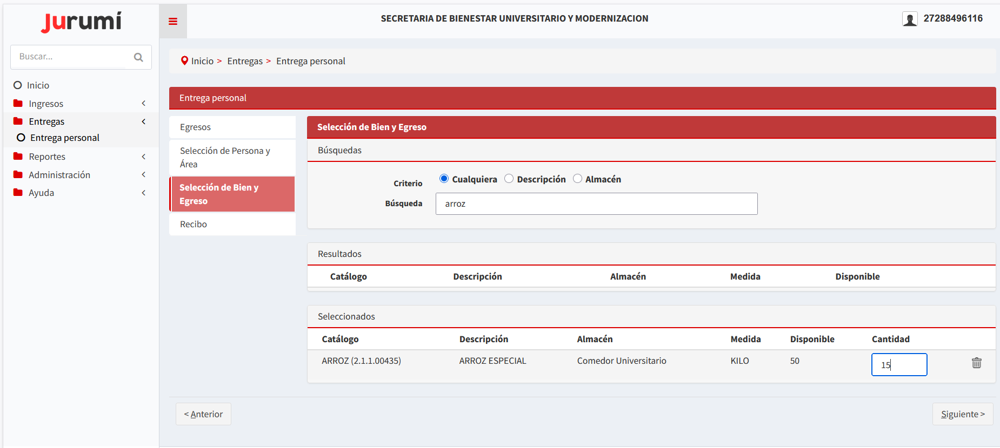 Jurumí
SECRETARIA DE BIENESTAR UNIVERSITARIO Y MODERNIZACION
27288496116
Buscar...
Inicio
Ingresos
Entregas
Entrega personal
Reportes
Administración
Ayuda
Inicio > Entregas > Entrega personal
Entrega personal
Egresos
Selección de Persona y
Área
Selección de Bien y
Egreso
Recibo
Selección de Bien y Egreso
Búsquedas
Criterio Cualquiera Descripción Almacén
Búsqueda arroz
Resultados
Catálogo Descripción Almacén Medida Disponible
Seleccionados
Catálogo Descripción Almacén Medida Disponible Cantidad
ARROZ (2.1.1.00435) ARROZ ESPECIAL Comedor Universitario KILO 50 15
< Anterior
Siguiente >